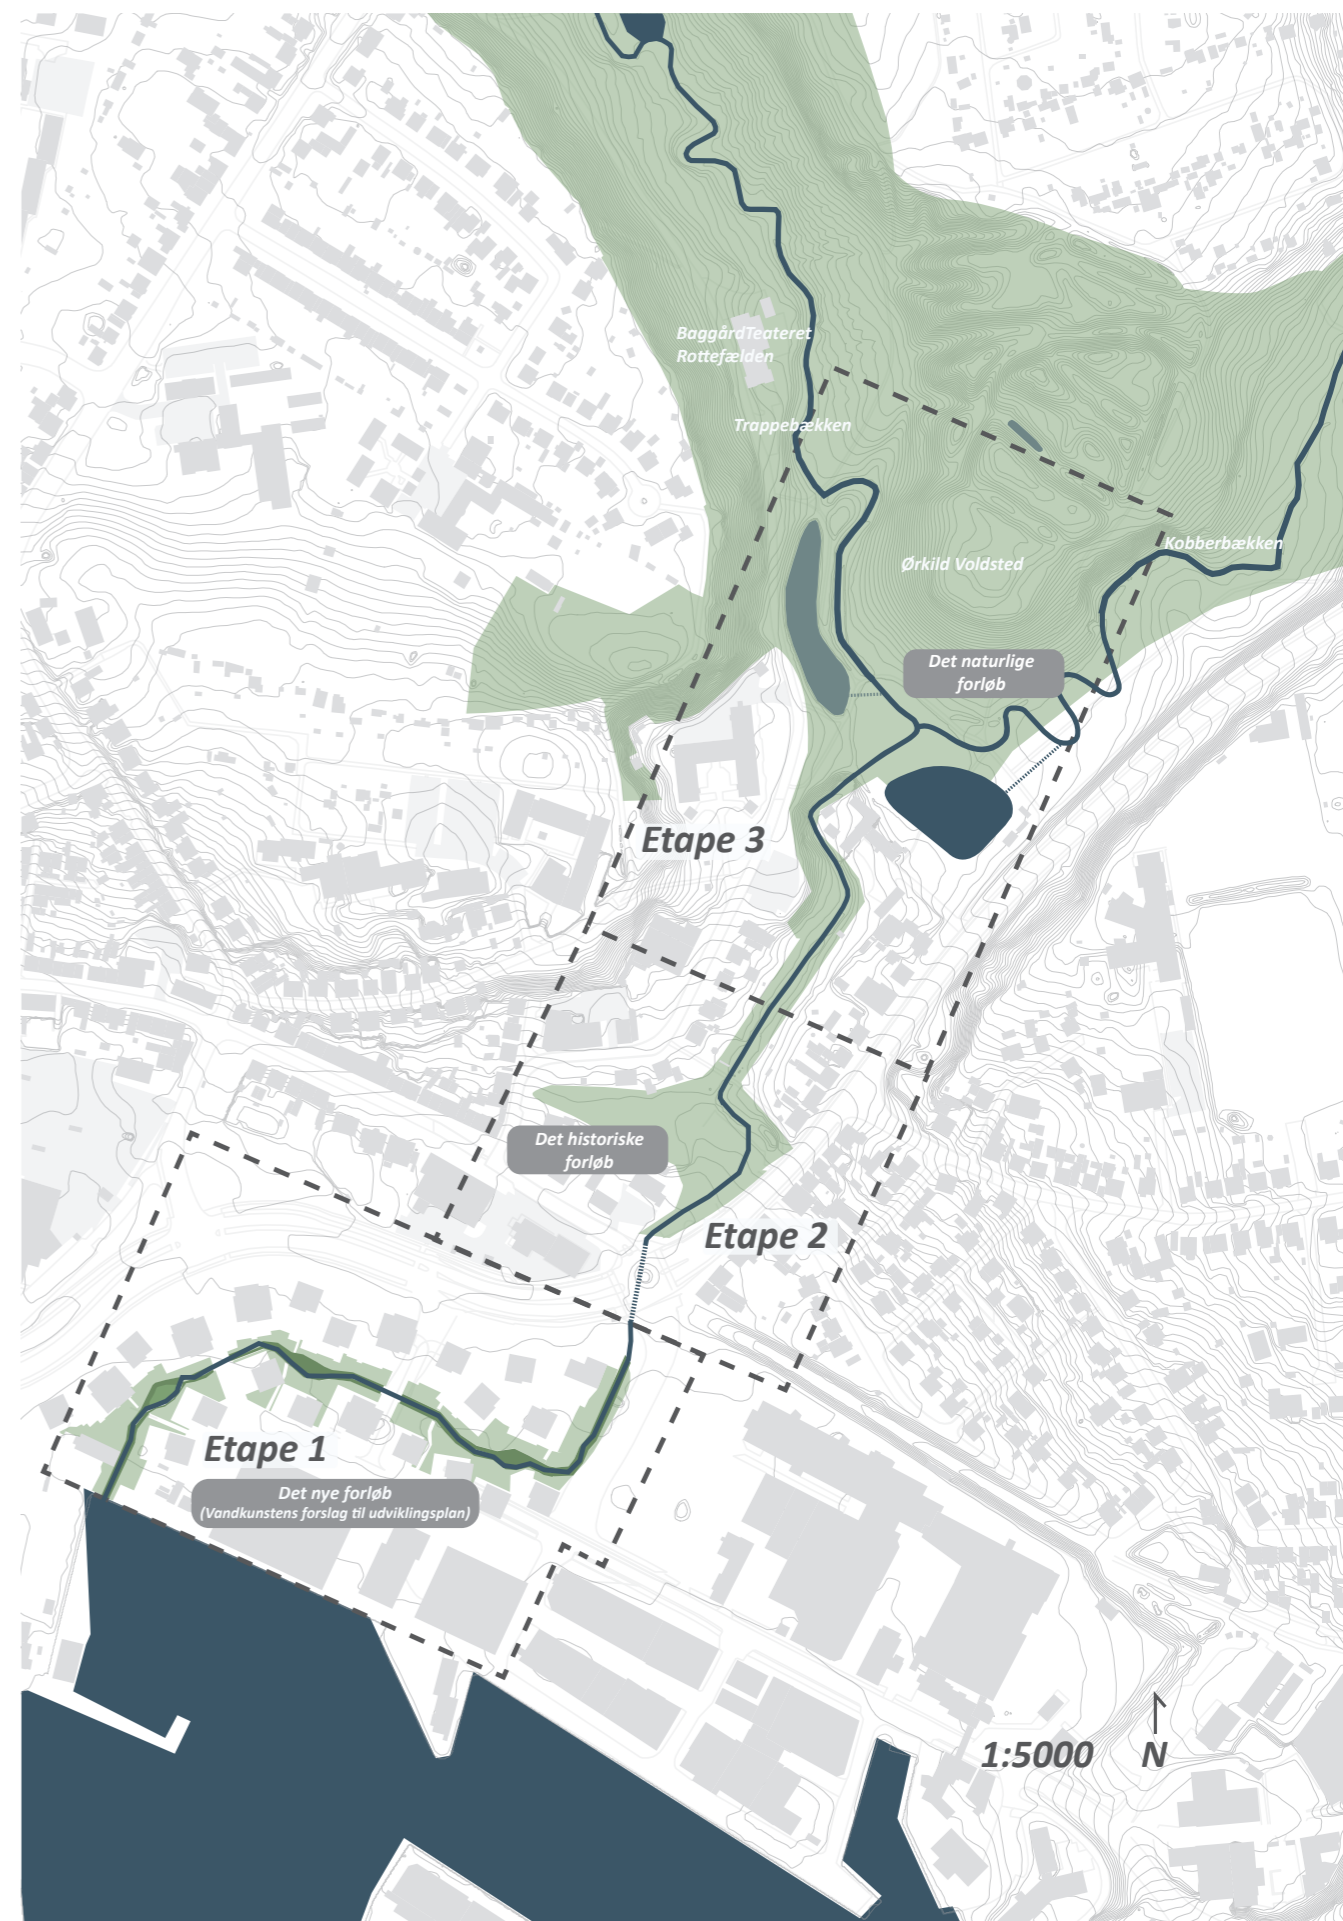 BaggårdTeateret
Rottefælden
Trappebækken
Kobberbækken
Ørkild Voldsted
Det naturlige
forløb
Etape 3
Det historiske
forløb
Etape 2
Etape 1
Det nye forløb
(Vandkunstens forslag til udviklingsplan)
1:5000
N